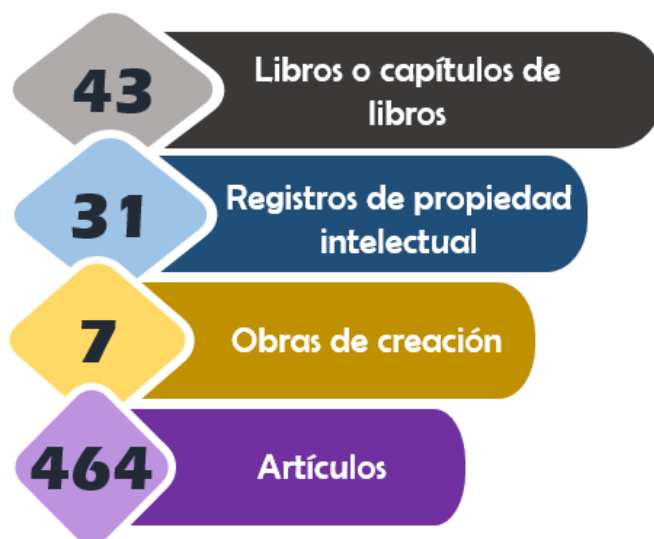 43
Libros o capítulos de
libros
31
Registros de propiedad
intelectual
7
Obras de creación
464
Artículos